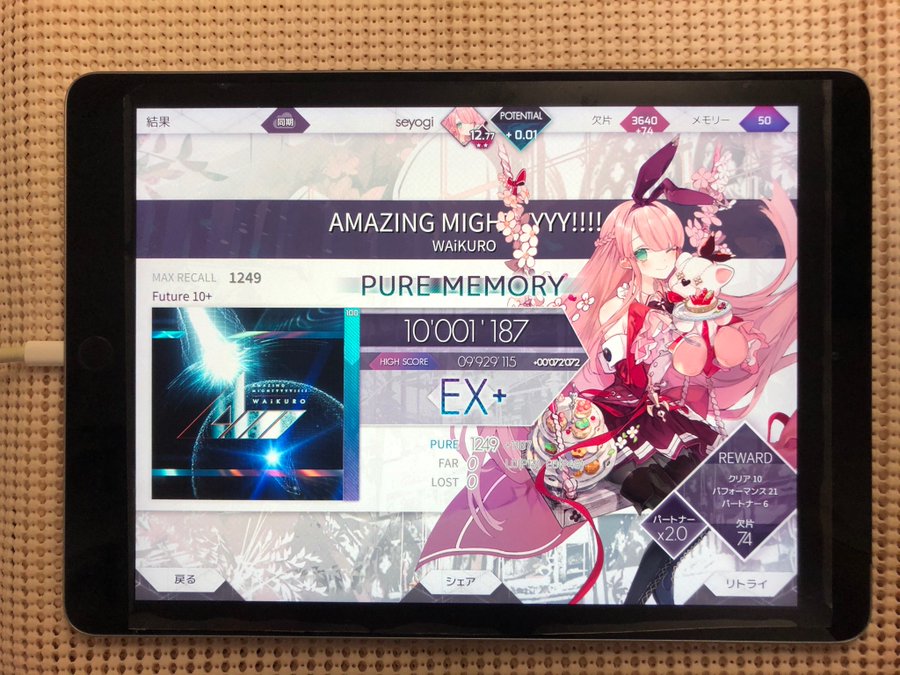 結果
同期
seyogi
12.77
POTENTIAL
+ 0.01
欠片
3640
+74
メモリー
50
AMAZING MIGH YYY!!!!
WAiKURO
MAX RECALL 1249
Future 10+
PURE MEMORY
100
10'001'187
HIGH SCORE 09'929'115 +00'072'072
AMAZING
WAiKURO
EX+
PURE 1249
FAR 0
LOST 0
REWARD
クリア 10
パフォーマンス 21
パートナー 6
欠片
74
パートナー
x2.0
戻る
シェア
リトライ